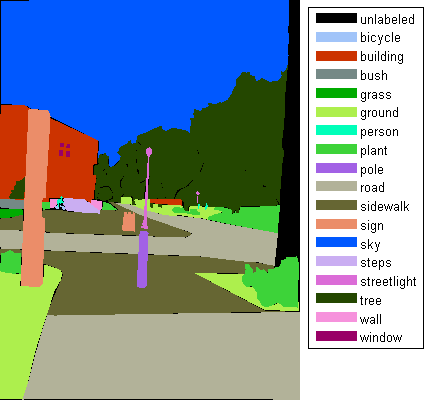 unlabeled
bicycle
building
bush
grass
ground
person
plant
pole
road
sidewalk
sign
sky
steps
streetlight
tree
wall
window